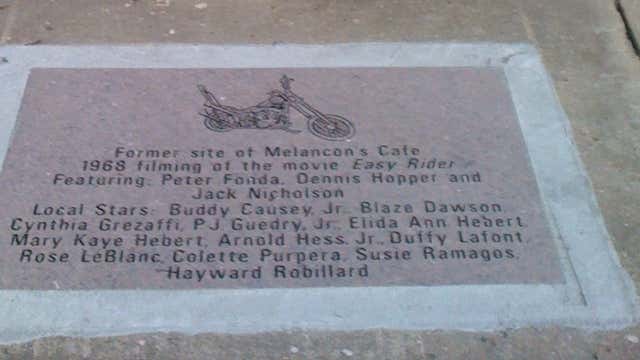 Former site of Melancon's Cafe
1968 filming of the movie Easy Rider
Featuring: Peter Fonda, Dennis Hopper and
Jack Nicholson
Local Stars: Buddy Causey, Jr., Blaze Dawson,
Cynthia Grezaffi, P.J. Guedry, Jr., Elida Ann Hebert,
Mary Kaye Hebert, Arnold Hess, Jr., Duffy Lafont,
Rose LeBlanc, Colette Purpera, Susie Ramagos,
Hayward Robillard